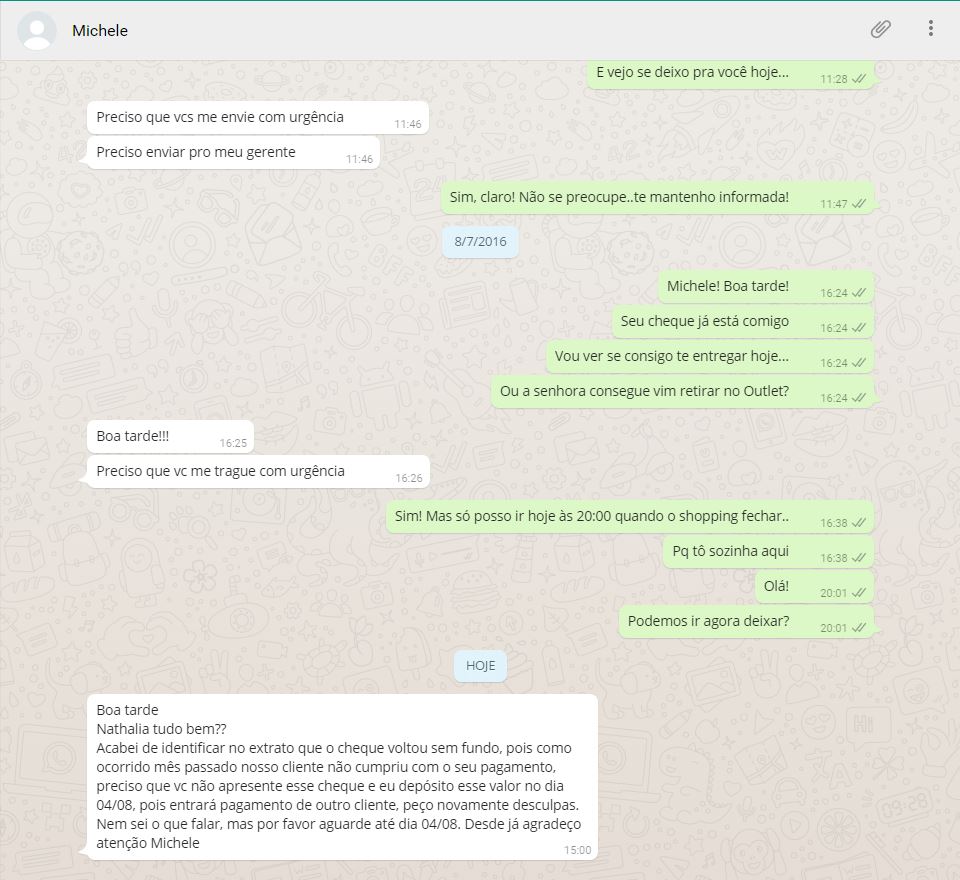 Michele
E vejo se deixo pra você hoje...
11:28
Preciso que vcs me envie com urgência
11:46
Preciso enviar pro meu gerente
11:46
Sim, claro! Não se preocupe..te mantenho informada!
11:47
8/7/2016
Michele! Boa tarde!
16:24
Seu cheque já está comigo
16:24
Vou ver se consigo te entregar hoje...
16:24
Ou a senhora consegue vim retirar no Outlet?
16:24
Boa tarde!!!
16:25
Preciso que vc me trague com urgência
16:26
Sim! Mas só posso ir hoje às 20:00 quando o shopping fechar..
16:38
Pq tô sozinha aqui
16:38
Olá!
20:01
Podemos ir agora deixar?
20:01
HOJE
Boa tarde
Nathalia tudo bem??
Acabei de identificar no extrato que o cheque voltou sem fundo, pois como
ocorrido mês passado nosso cliente não cumpriu com o seu pagamento,
preciso que vc não apresente esse cheque e eu depósito esse valor no dia
04/08, pois entrará pagamento de outro cliente, peço novamente desculpas.
Nem sei o que falar, mas por favor aguarde até dia 04/08. Desde já agradeço
atenção Michele
15:00